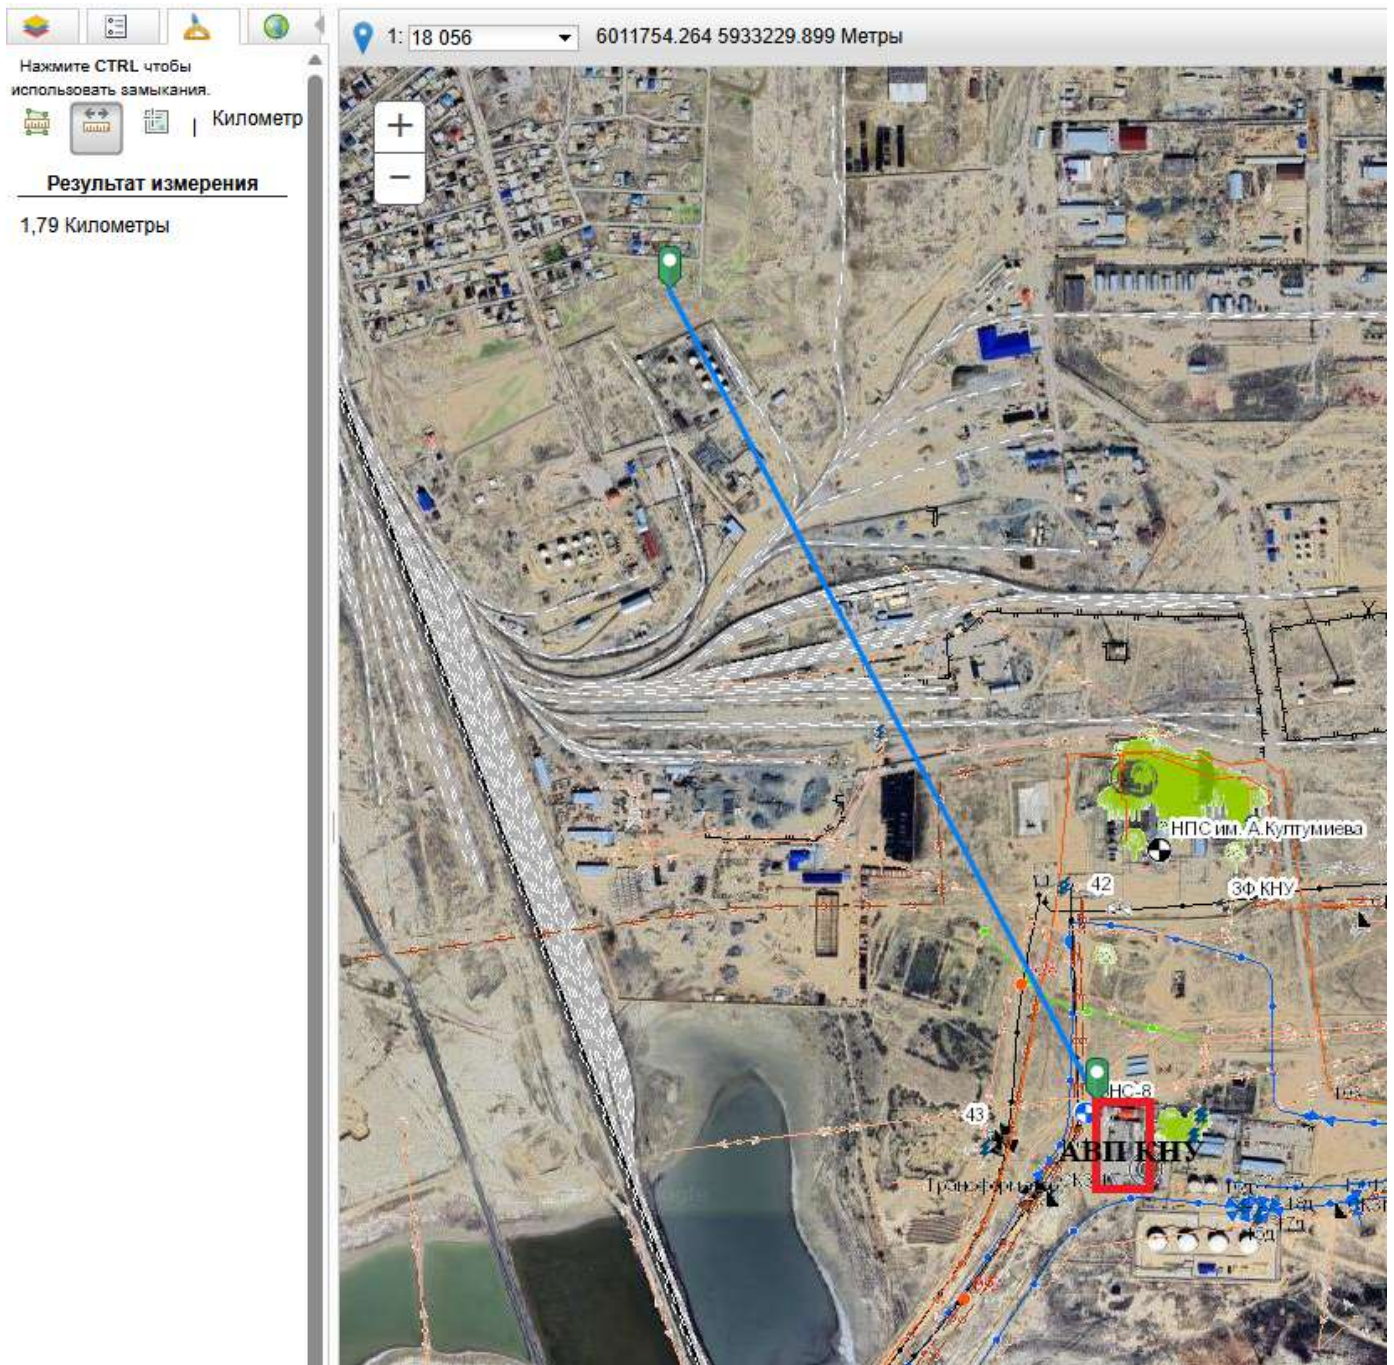 1:
18 056
6011754.264 5933229.899 Метры
Нажмите CTRL чтобы
использовать замыкания.
| Километр
Результат измерения
1,79 Километры
+
−
НПС им. А.Култумиева
42
ЗФ КНУ
НС-8
43
АВП КНУ